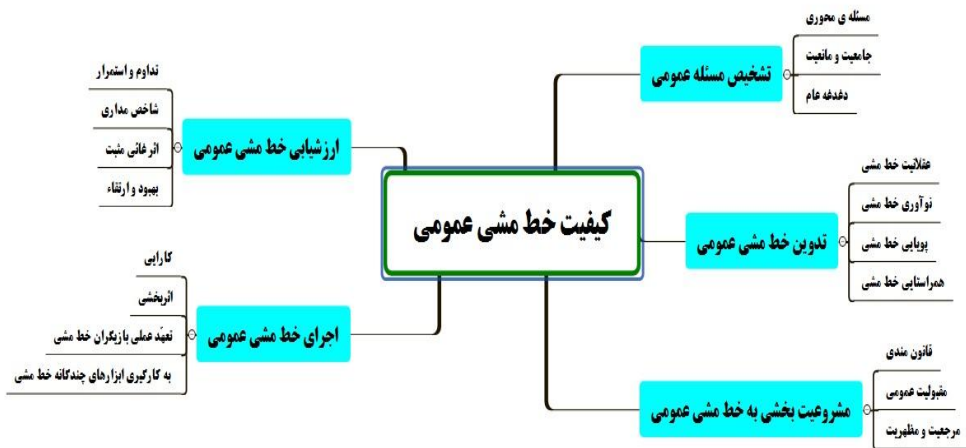 کیفیت خط مشی عمومی
تشخیص مسئله عمومی
مسئله ی محوری
جامعیت و مانعیت
دغدغه عام
تدوین خط مشی عمومی
عقلانیت خط مشی
نوآوری خط مشی
پویایی خط مشی
همراستایی خط مشی
مشروعیت بخشی به خط مشی عمومی
قانون مندی
مقبولیت عمومی
مرجعیت و مظهریت
اجرای خط مشی عمومی
کارایی
اثربخشی
تعهّد عملی بازیگران خط مشی
به کارگیری ابزارهای چندگانه خط مشی
ارزشیابی خط مشی عمومی
تداوم و استمرار
شاخص مداری
اثر غائی مثبت
بهبود و ارتقاء